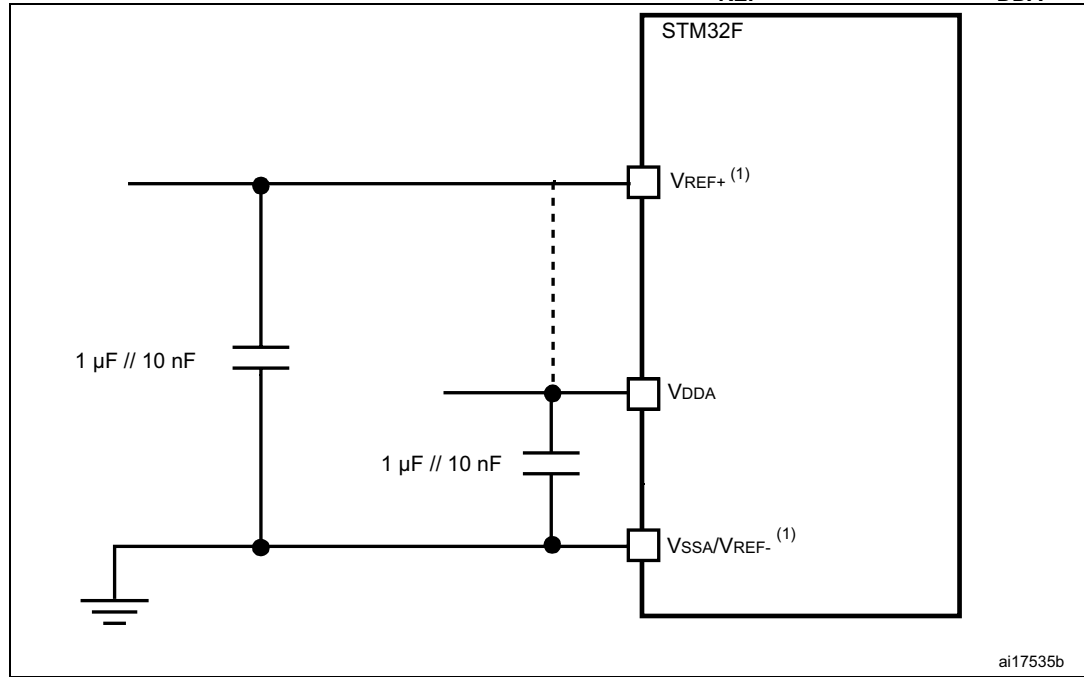 STM32F
VREF+ (1)
1 µF // 10 nF
VDDA
1 µF // 10 nF
VSSA/VREF- (1)
ai17535b